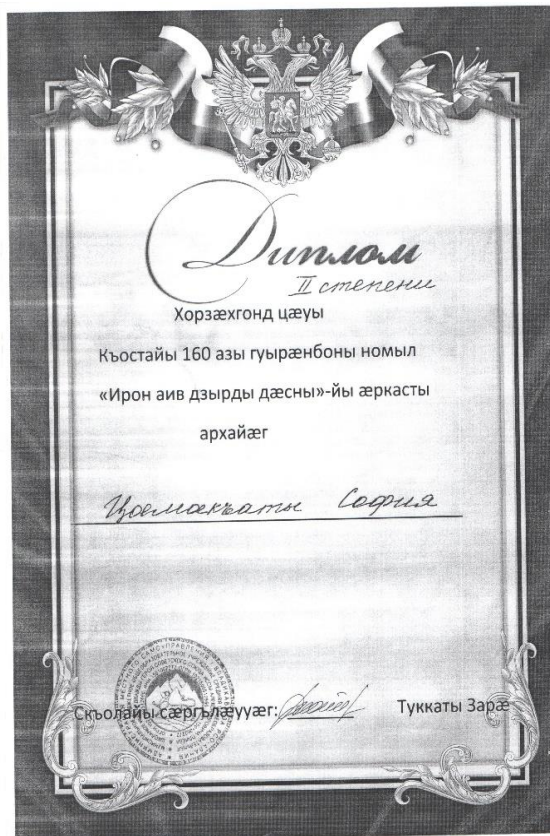 Диплом
II степени
Хорзæхгонд цæуы
Къостайы 160 азы гуырæнбоны номыл
«Ирон аив дзырды дæсны»-йы æркасты
архайæг
София
Скъолайы сæргълæууæг:
Туккаты Зарæ